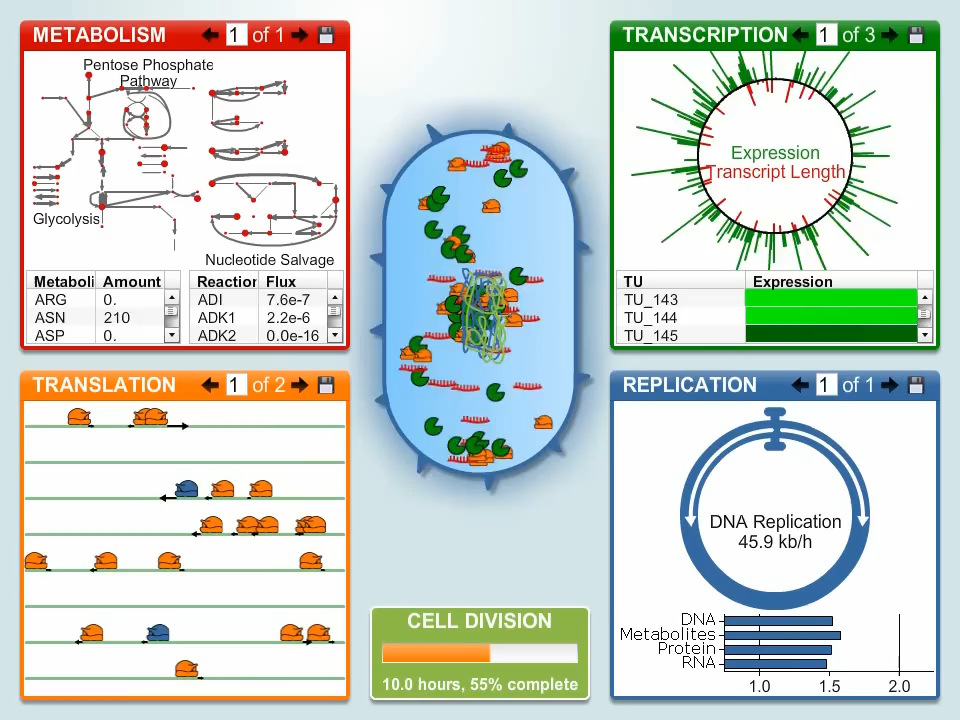 METABOLISM 1 of 1
Pentose Phosphate
Pathway
Glycolysis
Nucleotide Salvage
Metaboli Amount
ARG 0.
ASN 210
ASP 0.
Reaction Flux
ADI 7.6e-7
ADK1 2.2e-6
ADK2 0.0e-16
TRANSCRIPTION 1 of 3
Expression
Transcript Length
TU Expression
TU_143
TU_144
TU_145
TRANSLATION 1 of 2
CELL DIVISION
10.0 hours, 55% complete
REPLICATION 1 of 1
DNA Replication
45.9 kb/h
DNA
Metabolites
Protein
RNA
1.0 1.5 2.0